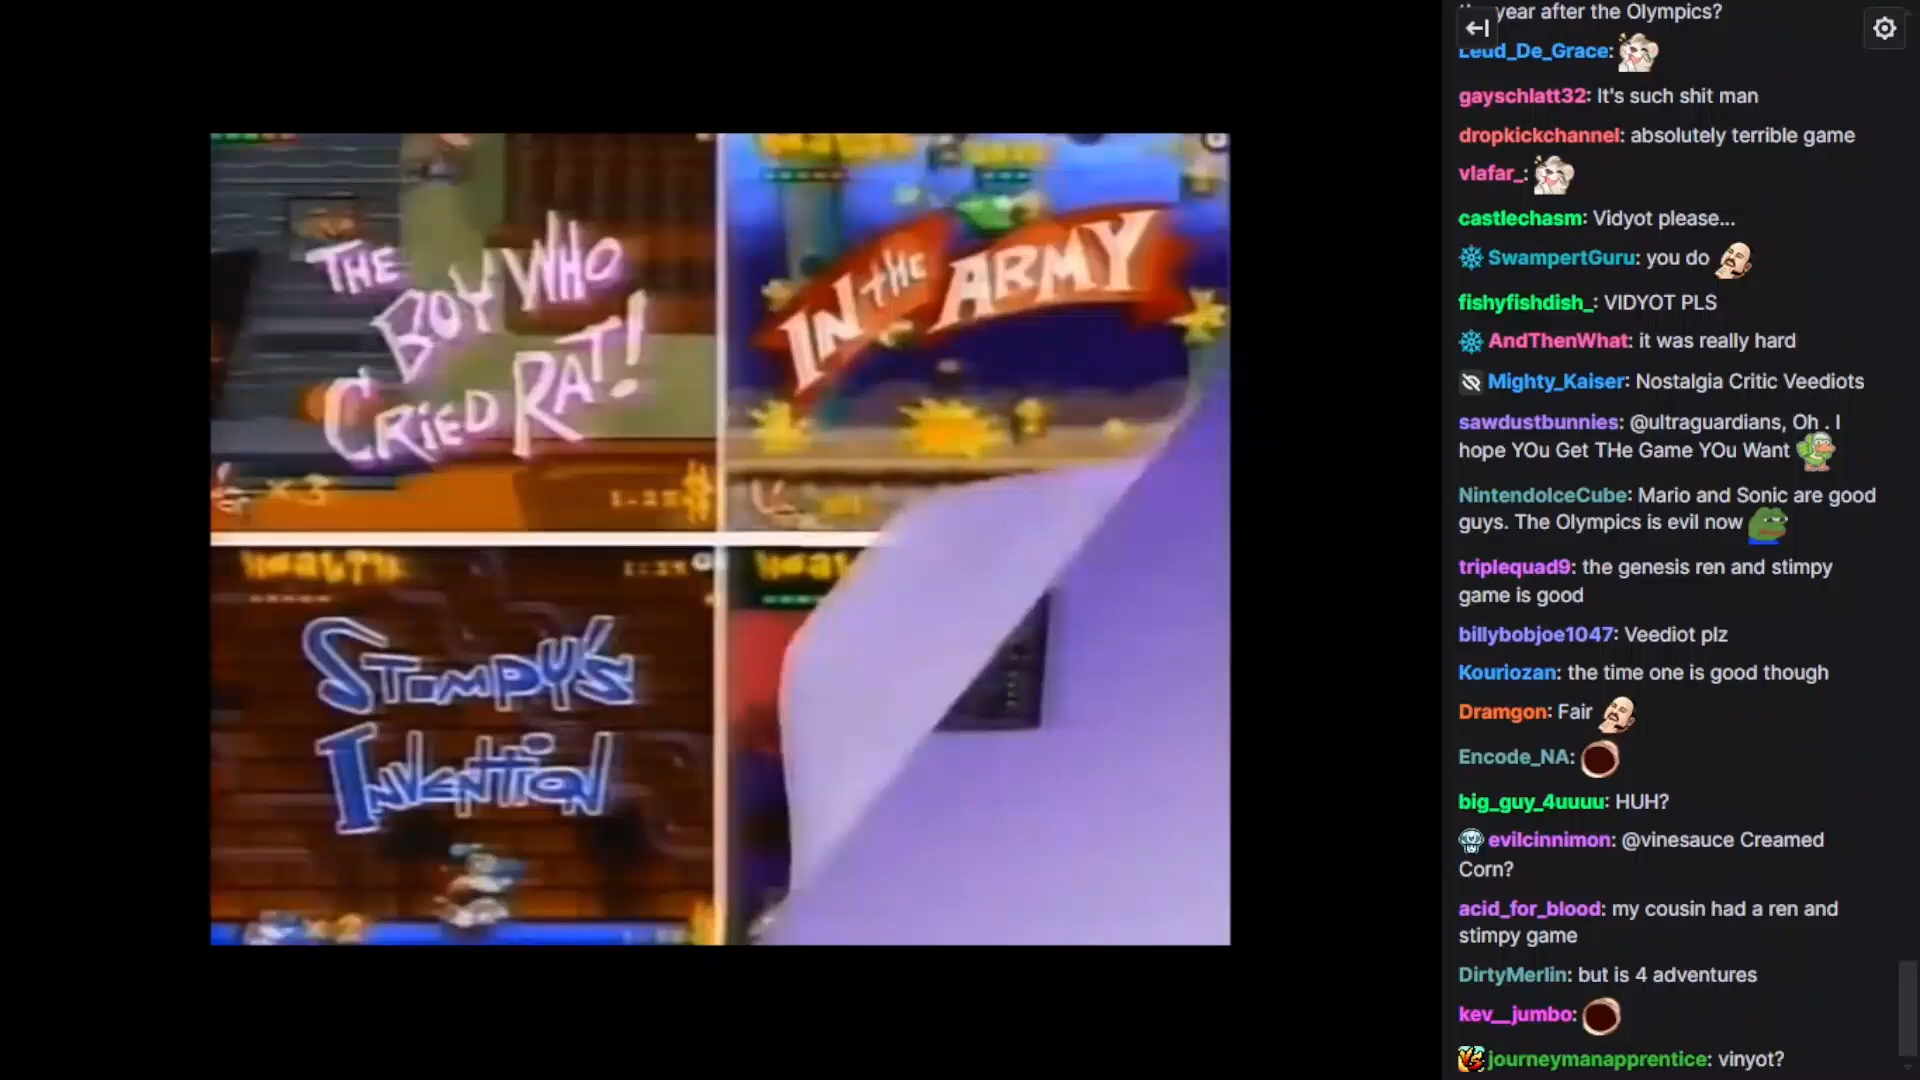 THE
BOY WHO
CRIED RAT!
x 3
IN THE ARMY
HEALTH
STIMPY'S
INVENTION
the year after the Olympics?
Leud_De_Grace:
gayschlatt32: It's such shit man
dropkickchannel: absolutely terrible game
vlafar_:
castlechasm: Vidyot please...
SwampertGuru: you do
fishyfishdish_: VIDYOT PLS
AndThenWhat: it was really hard
Mighty_Kaiser: Nostalgia Critic Veediots
sawdustbunnies: @ultraguardians, Oh . I
hope YOu Get THe Game YOu Want
NintendoIceCube: Mario and Sonic are good
guys. The Olympics is evil now
triplequad9: the genesis ren and stimpy
game is good
billybobjoe1047: Veediot plz
Kouriozan: the time one is good though
Dramgon: Fair
Encode_NA:
big_guy_4uuuu: HUH?
evilcinnimon: @vinesauce Creamed
Corn?
acid_for_blood: my cousin had a ren and
stimpy game
DirtyMerlin: but is 4 adventures
kev__jumbo:
journeymanapprentice: vinyot?